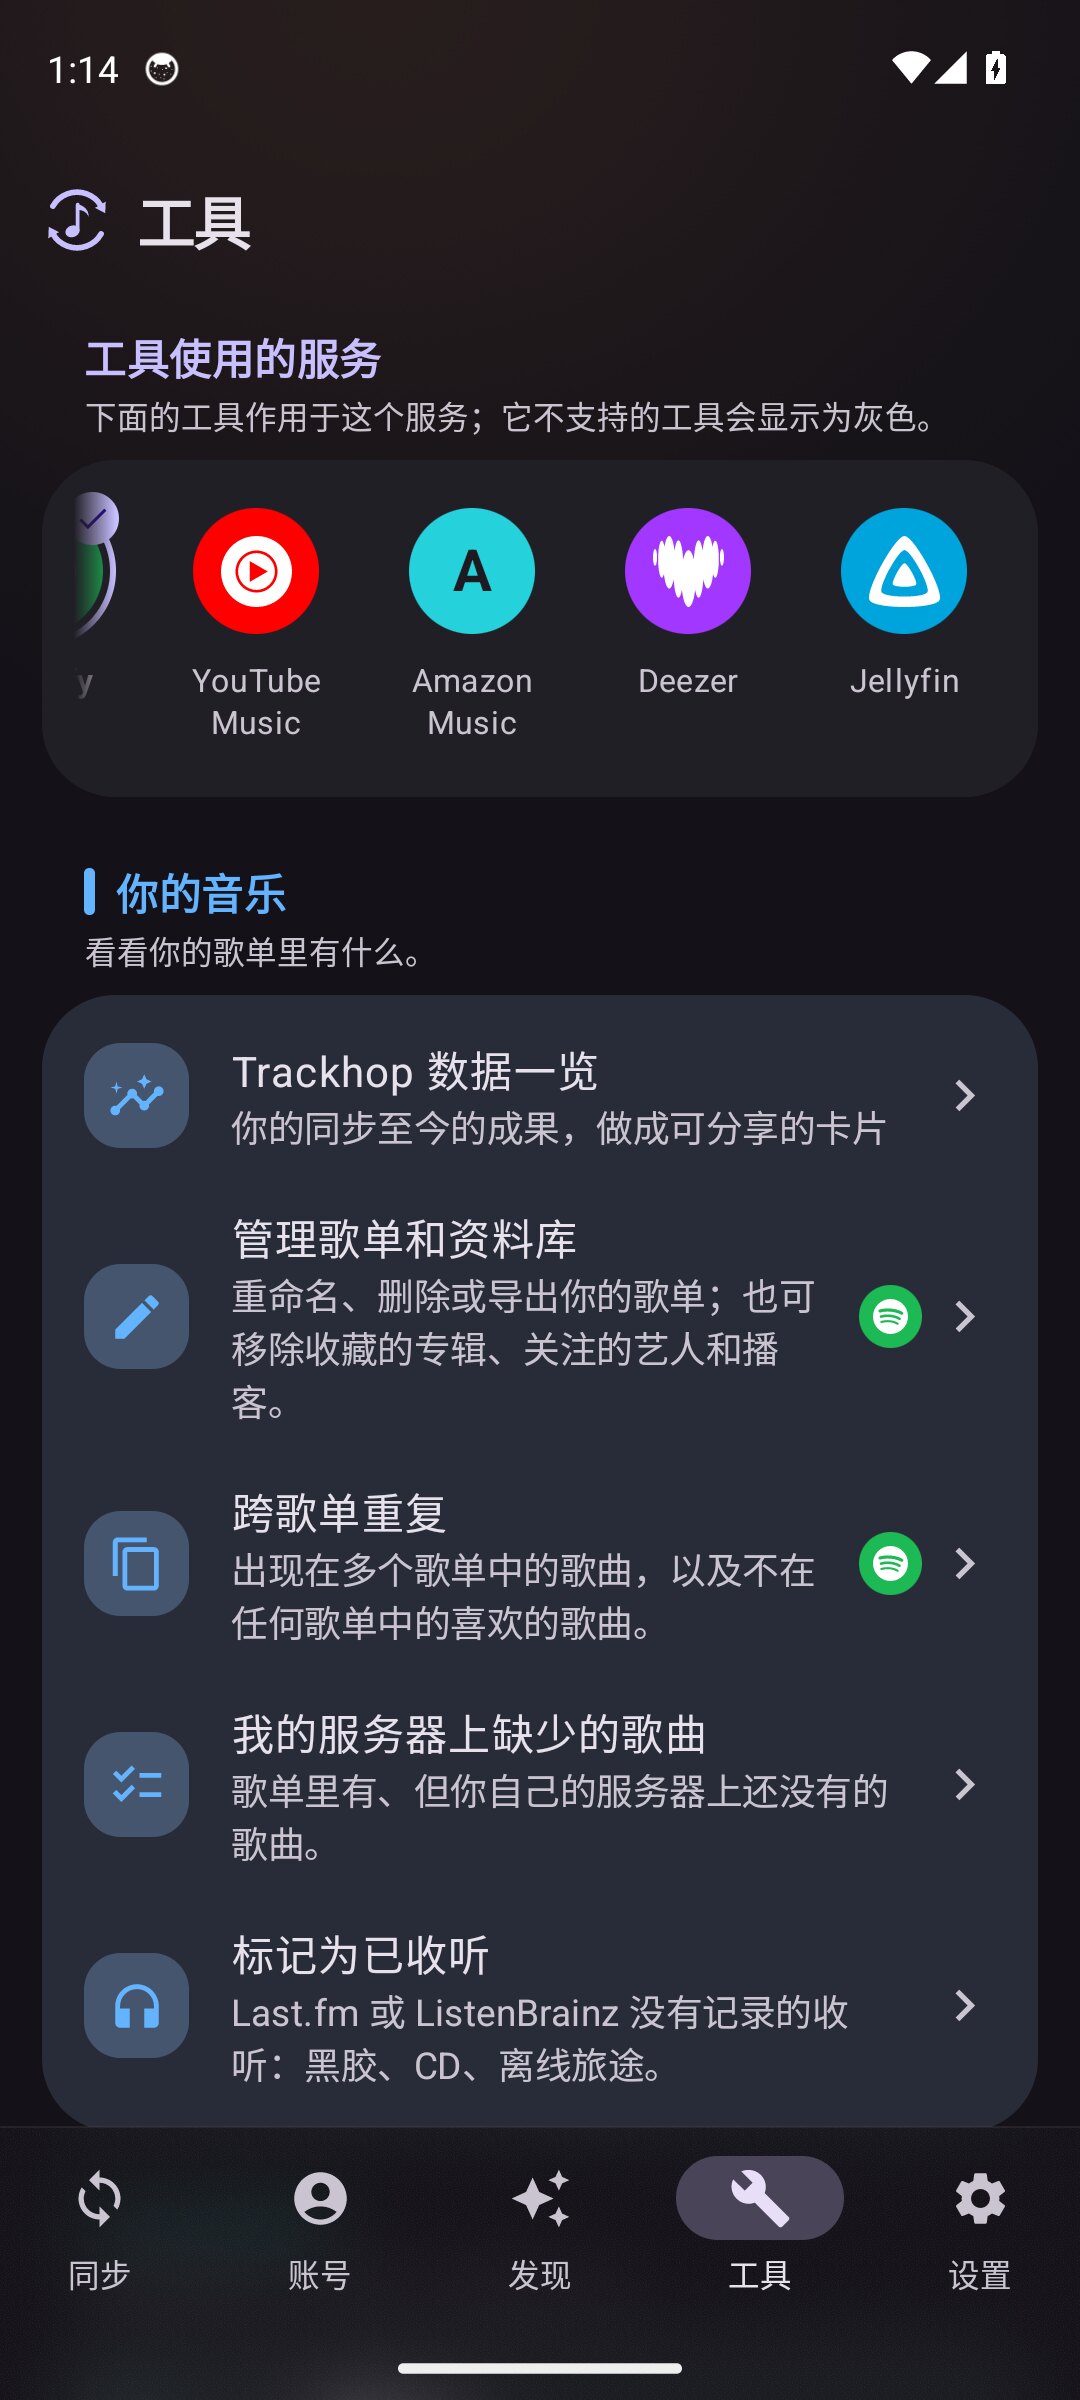 1:14
工具
工具使用的服务
下面的工具作用于这个服务；它不支持的工具会显示为灰色。
y
YouTube
Music
A
Amazon
Music
Deezer
Jellyfin
你的音乐
看看你的歌单里有什么。
Trackhop 数据一览
你的同步至今的成果，做成可分享的卡片
管理歌单和资料库
重命名、删除或导出你的歌单；也可
移除收藏的专辑、关注的艺人和播
客。
跨歌单重复
出现在多个歌单中的歌曲，以及不在
任何歌单中的喜欢的歌曲。
我的服务器上缺少的歌曲
歌单里有、但你自己的服务器上还没有的
歌曲。
标记为已收听
Last.fm 或 ListenBrainz 没有记录的收
听：黑胶、CD、离线旅途。
同步
账号
发现
工具
设置